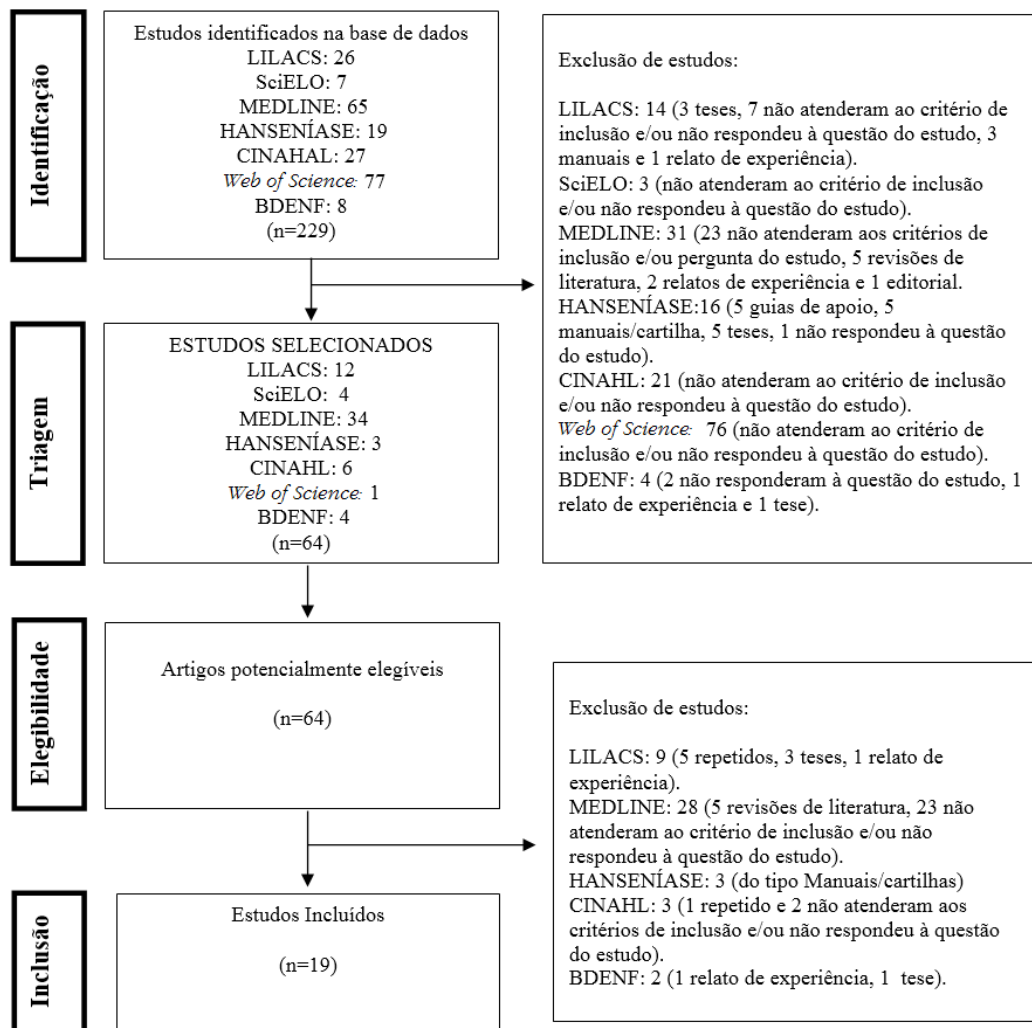 Identificação
Estudos identificados na base de dados
LILACS: 26
SciELO: 7
MEDLINE: 65
HANSENÍASE: 19
CINAHAL: 27
Web of Science: 77
BDENF: 8
(n=229)
Exclusão de estudos:
LILACS: 14 (3 teses, 7 não atenderam ao critério de
inclusão e/ou não respondeu à questão do estudo, 3
manuais e 1 relato de experiência).
SciELO: 3 (não atenderam ao critério de inclusão
e/ou não respondeu à questão do estudo).
MEDLINE: 31 (23 não atenderam aos critérios de
inclusão e/ou pergunta do estudo, 5 revisões de
literatura, 2 relatos de experiência e 1 editorial.
HANSENÍASE:16 (5 guias de apoio, 5
manuais/cartilha, 5 teses, 1 não respondeu à questão
do estudo).
CINAHL: 21 (não atenderam ao critério de inclusão
e/ou não respondeu à questão do estudo).
Web of Science: 76 (não atenderam ao critério de
inclusão e/ou não respondeu à questão do estudo).
BDENF: 4 (2 não responderam à questão do estudo, 1
relato de experiência e 1 tese).
Triagem
ESTUDOS SELECIONADOS
LILACS: 12
SciELO: 4
MEDLINE: 34
HANSENÍASE: 3
CINAHL: 6
Web of Science: 1
BDENF: 4
(n=64)
Elegibilidade
Artigos potencialmente elegíveis
(n=64)
Exclusão de estudos:
LILACS: 9 (5 repetidos, 3 teses, 1 relato de
experiência).
MEDLINE: 28 (5 revisões de literatura, 23 não
atenderam ao critério de inclusão e/ou não
respondeu à questão do estudo).
HANSENÍASE: 3 (do tipo Manuais/cartilhas)
CINAHL: 3 (1 repetido e 2 não atenderam aos
critérios de inclusão e/ou não respondeu à questão
do estudo).
BDENF: 2 (1 relato de experiência, 1 tese).
Inclusão
Estudos Incluídos
(n=19)